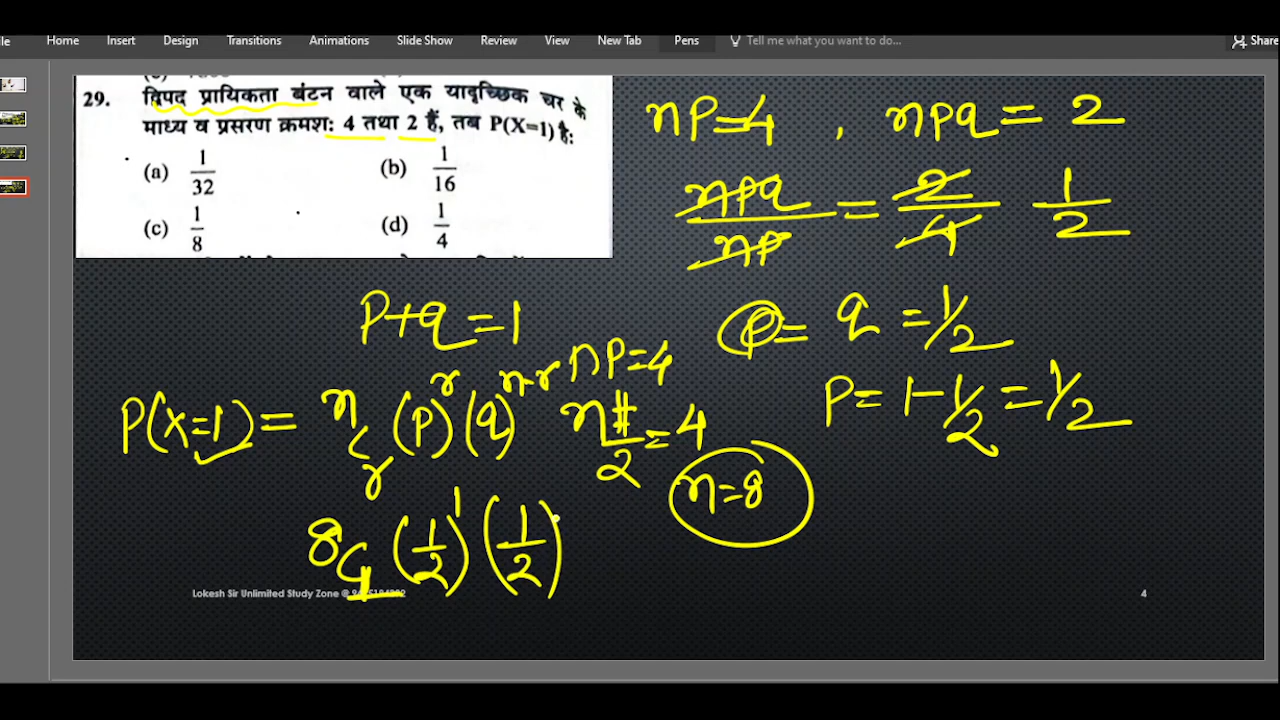 le Home Insert Design Transitions Animations Slide Show Review View New Tab Pens Tell me what you want to do... Share
29. द्विपद प्रायिकता बंटन वाले एक यादृच्छिक चर के
माध्य व प्रसरण क्रमशः 4 तथा 2 हैं, तब P(X=1) है:
(a) 1/32 (b) 1/16
(c) 1/8 (d) 1/4
np=4 , npq = 2
npq/np = 2/4 1/2
P+q=1
P= q = 1/2
np=4
P= 1-1/2 = 1/2
P(X=1) = nCr (P)^r (q)^n-r
n/2 = 4
n=8
8C1 (1/2)^1 (1/2)
Lokesh Sir Unlimited Study Zone @
4